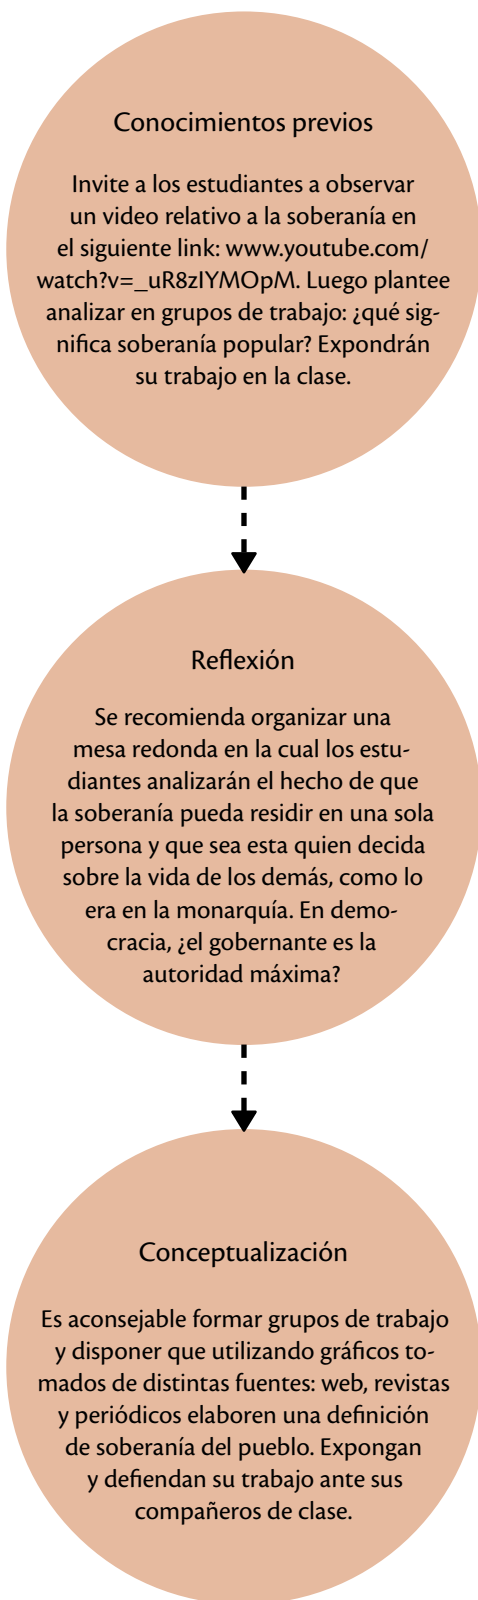 Conocimientos previos
Invite a los estudiantes a observar
un video relativo a la soberanía en
el siguiente link: www.youtube.com/
watch?v=_uR8zlYMOpM. Luego plantee
analizar en grupos de trabajo: ¿qué sig-
nifica soberanía popular? Expondrán
su trabajo en la clase.
Reflexión
Se recomienda organizar una
mesa redonda en la cual los estu-
diantes analizarán el hecho de que
la soberanía pueda residir en una sola
persona y que sea esta quien decida
sobre la vida de los demás, como lo
era en la monarquía. En demo-
cracia, ¿el gobernante es la
autoridad máxima?
Conceptualización
Es aconsejable formar grupos de trabajo
y disponer que utilizando gráficos to-
mados de distintas fuentes: web, revistas
y periódicos elaboren una definición
de soberanía del pueblo. Expongan
y defiendan su trabajo ante sus
compañeros de clase.